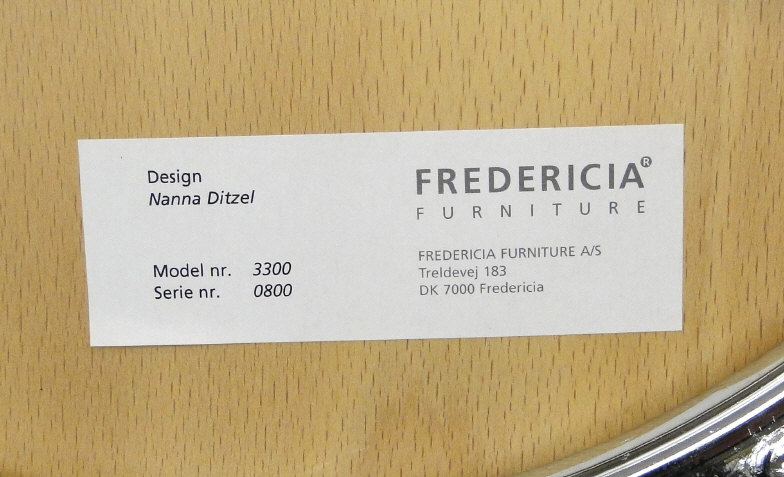 Design
Nanna Ditzel
Model nr. 3300
Serie nr. 0800
FREDERICIA®
FURNITURE
FREDERICIA FURNITURE A/S
Treldevej 183
DK 7000 Fredericia